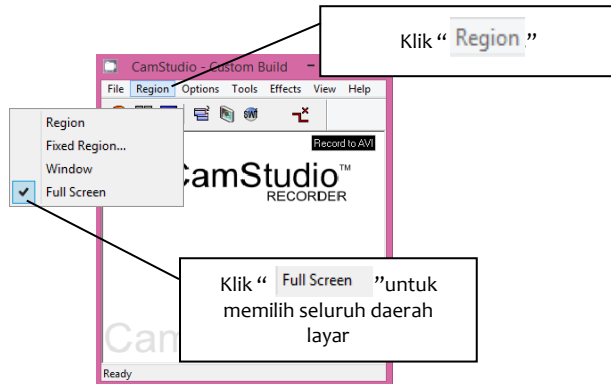 Klik “ Region ”
CamStudio - Custom Build
File Region Options Tools Effects View Help
Region
Fixed Region...
Window
Full Screen
Record to AVI
CamStudio™
RECORDER
Klik “ Full Screen ”untuk
memilih seluruh daerah
layar
Cam
Ready